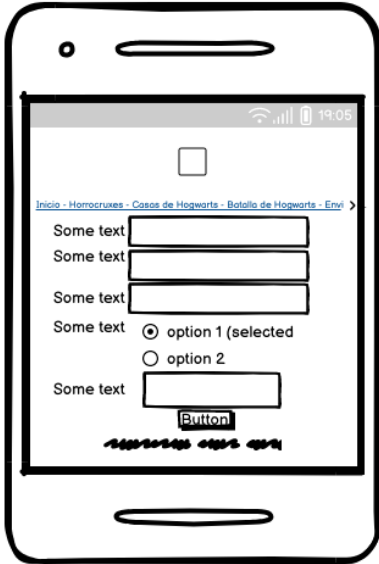 19:05
Inicio - Horrocruxes - Casas de Hogwarts - Batalla de Hogwarts - Envi
Some text
Some text
Some text
Some text
option 1 (selected
option 2
Some text
Button